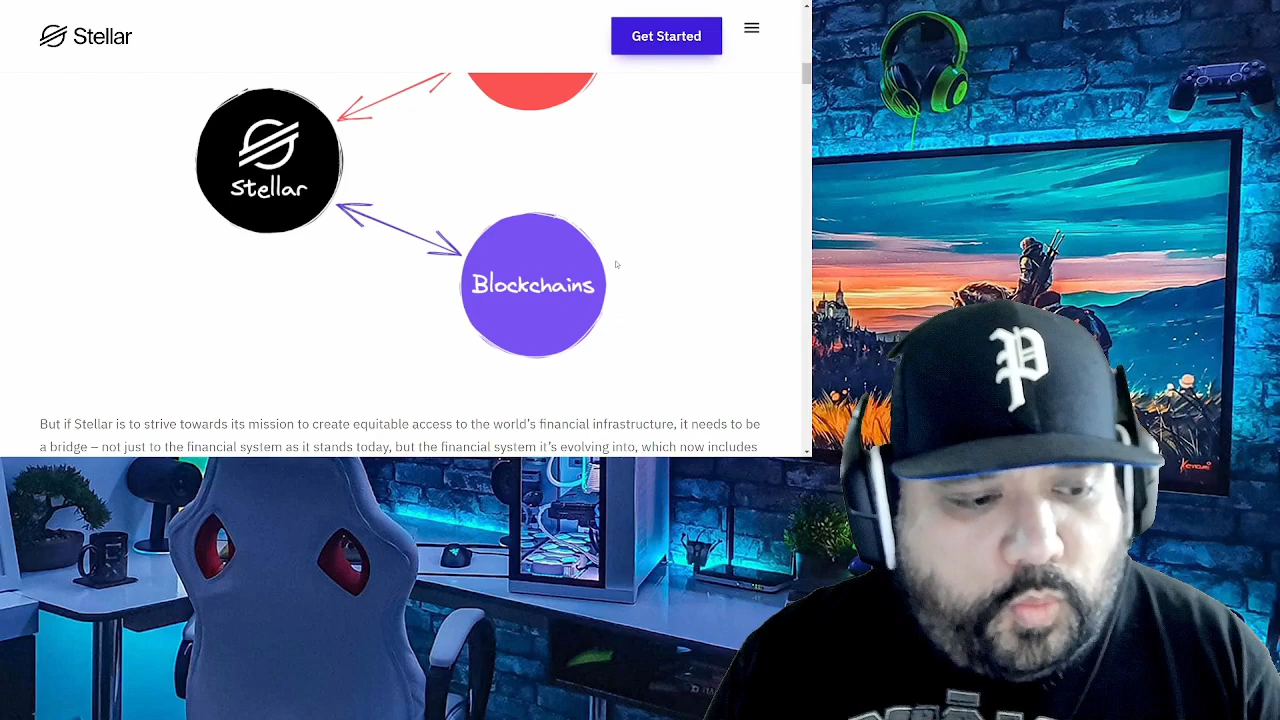 Stellar
Get Started
Stellar
Blockchains
But if Stellar is to strive towards its mission to create equitable access to the world's financial infrastructure, it needs to be
a bridge – not just to the financial system as it stands today, but the financial system it's evolving into, which now includes
P